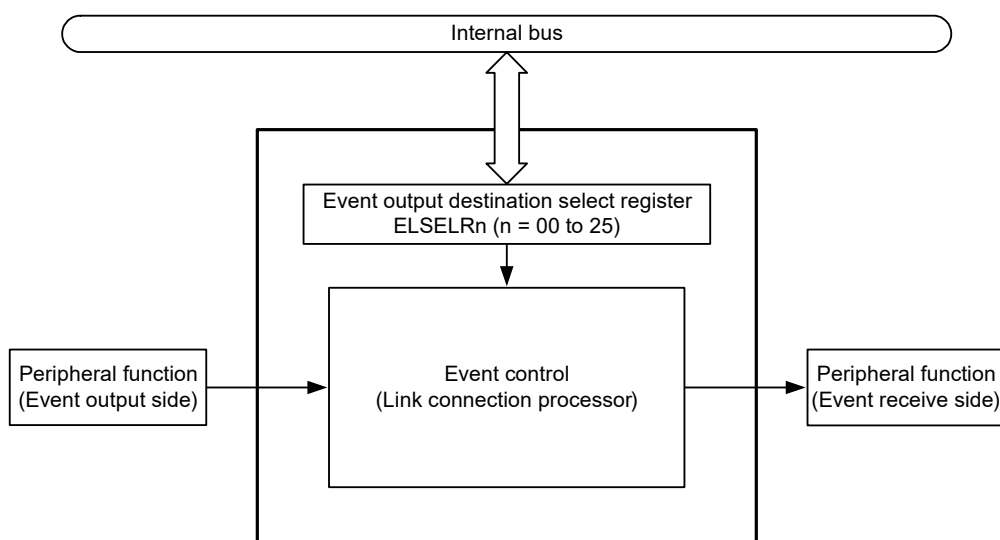 Internal bus
Event output destination select register
ELSELRn (n = 00 to 25)
Event control
(Link connection processor)
Peripheral function
(Event output side)
Peripheral function
(Event receive side)